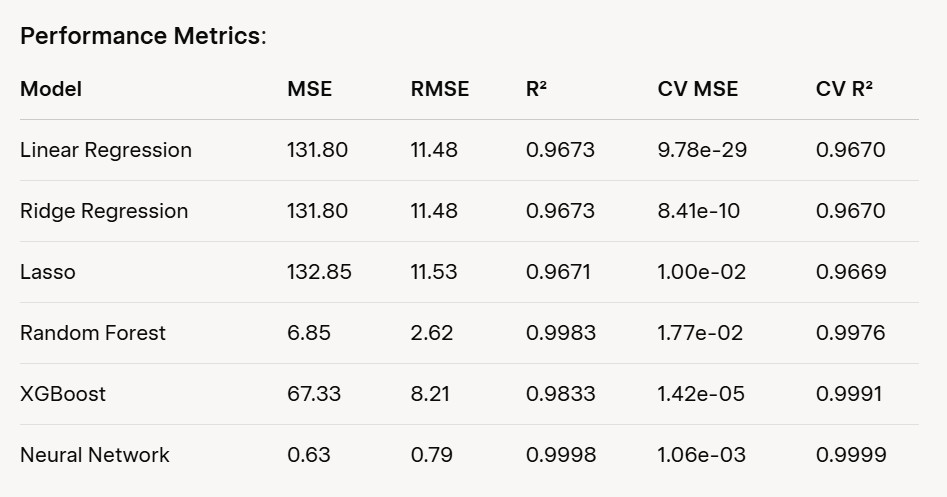 Performance Metrics:
Model MSE RMSE R² CV MSE CV R²
Linear Regression 131.80 11.48 0.9673 9.78e-29 0.9670
Ridge Regression 131.80 11.48 0.9673 8.41e-10 0.9670
Lasso 132.85 11.53 0.9671 1.00e-02 0.9669
Random Forest 6.85 2.62 0.9983 1.77e-02 0.9976
XGBoost 67.33 8.21 0.9833 1.42e-05 0.9991
Neural Network 0.63 0.79 0.9998 1.06e-03 0.9999